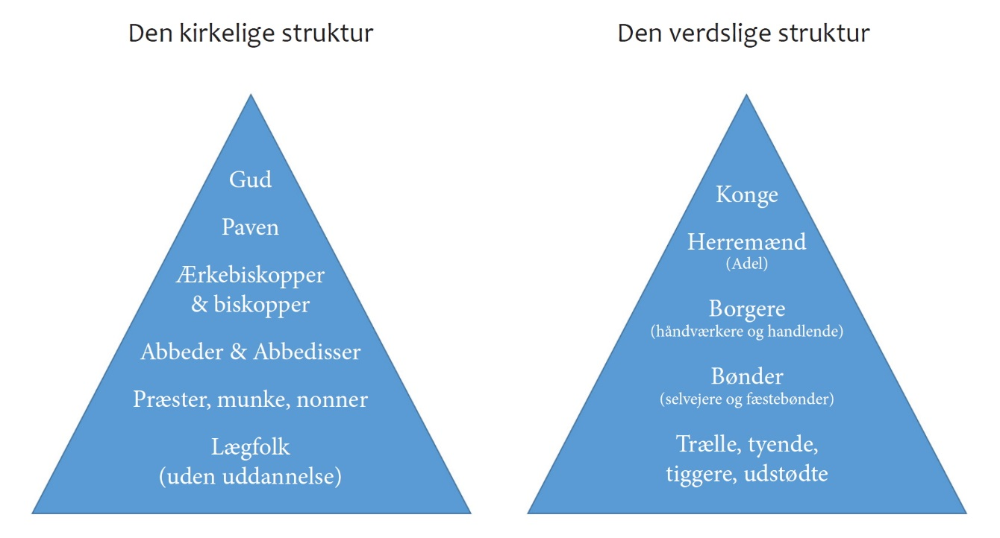 Den kirkelige struktur
Gud
Paven
Ærkebiskopper
& biskopper
Abbeder & Abbedisser
Præster, munke, nonner
Lægfolk
(uden uddannelse)
Den verdslige struktur
Konge
Herremænd
(Adel)
Borgere
(håndværkere og handlende)
Bønder
(selvejere og fæstebønder)
Trælle, tyende,
tiggere, udstødte